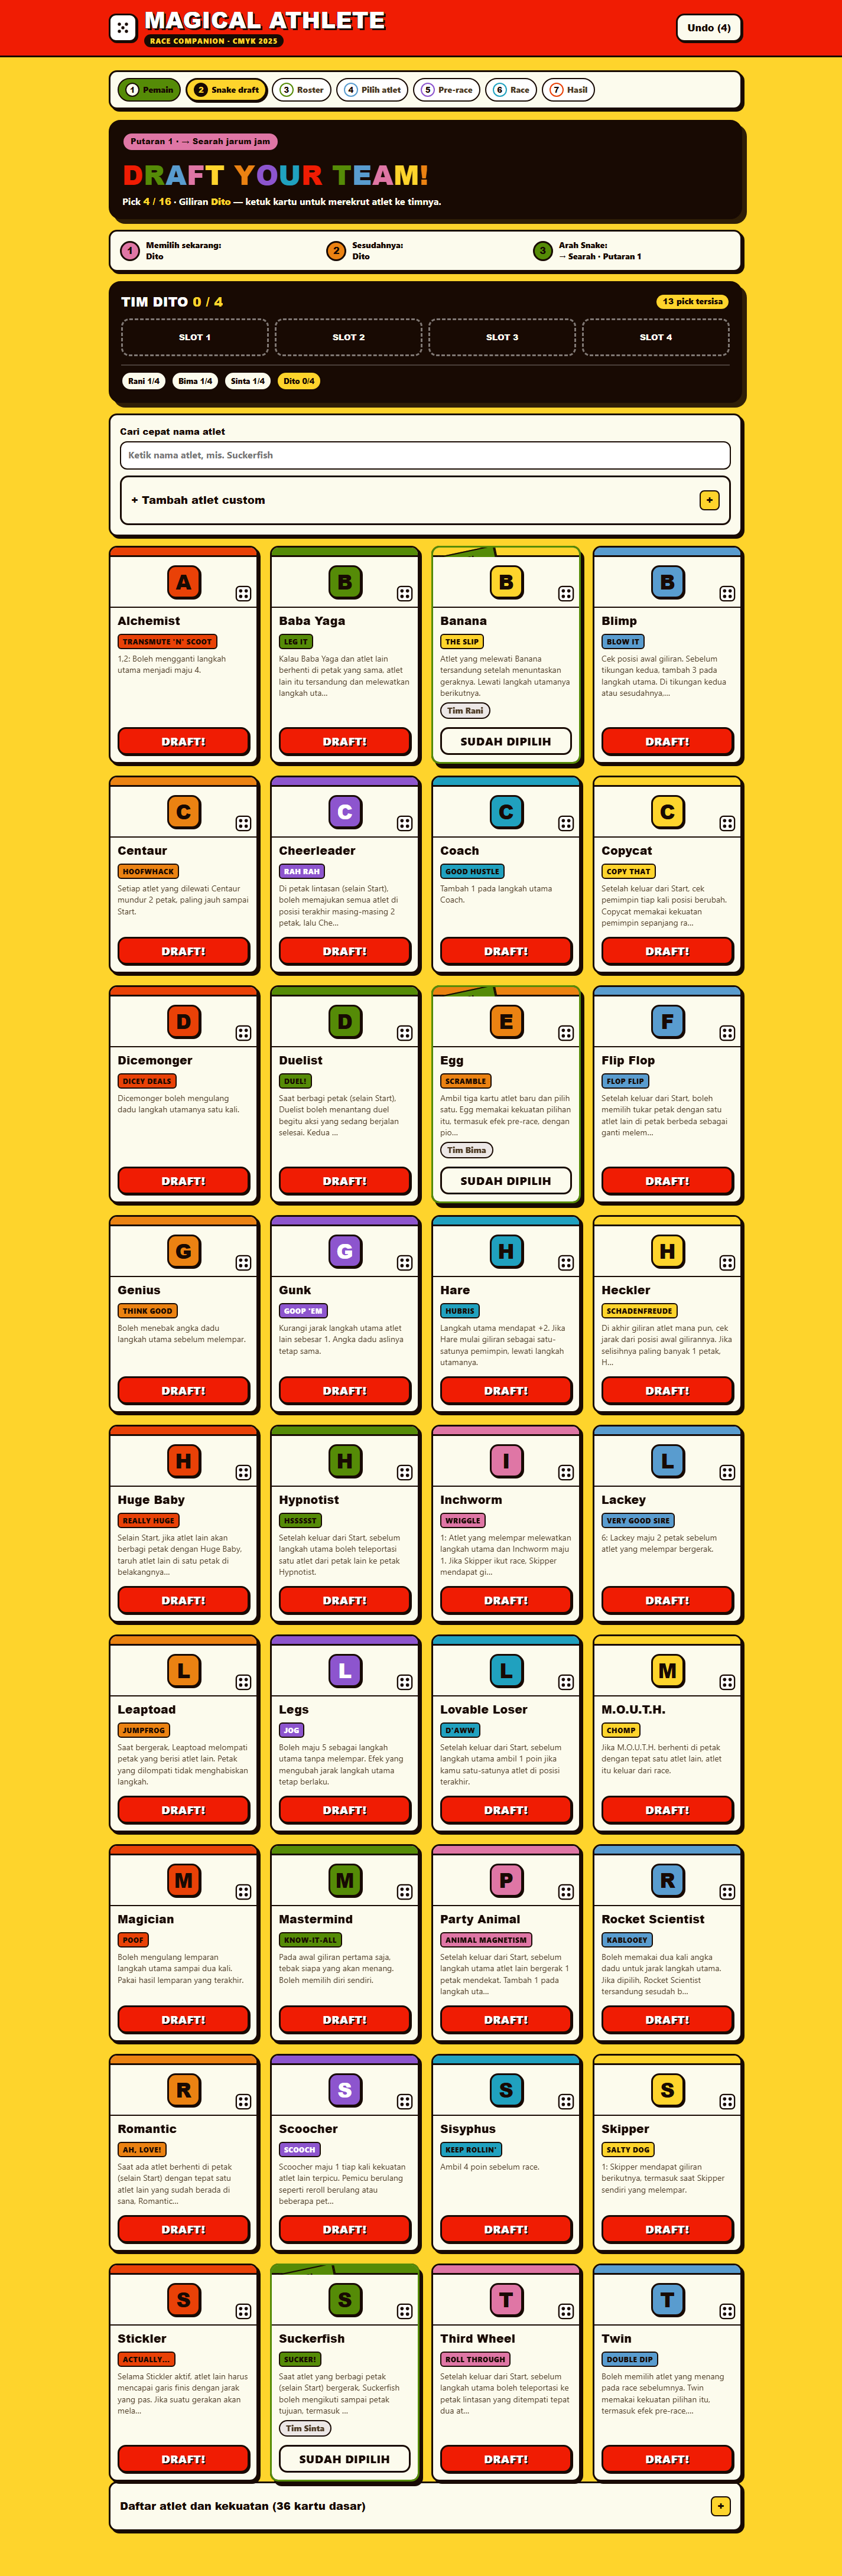 MAGICAL ATHLETE
RACE COMPANION · CMYK 2025
Undo (4)
1 Pemain
2 Snake draft
3 Roster
4 Pilih atlet
5 Pre-race
6 Race
7 Hasil
Putaran 1 · → Searah jarum jam
DRAFT YOUR TEAM!
Pick 4 / 16 · Giliran Dito — ketuk kartu untuk merekrut atlet ke timnya.
1 Memilih sekarang:
Dito
2 Sesudahnya:
Dito
3 Arah Snake:
→ Searah · Putaran 1
TIM DITO 0 / 4
13 pick tersisa
SLOT 1
SLOT 2
SLOT 3
SLOT 4
Rani 1/4
Bima 1/4
Sinta 1/4
Dito 0/4
Cari cepat nama atlet
Ketik nama atlet, mis. Suckerfish
+ Tambah atlet custom
+
A
Alchemist
TRANSMUTE 'N' SCOOT
1,2: Boleh mengganti langkah
utama menjadi maju 4.
DRAFT!
B
Baba Yaga
LEG IT
Kalau Baba Yaga dan atlet lain
berhenti di petak yang sama, atlet
lain itu tersandung dan melewatkan
langkah uta...
DRAFT!
B
Banana
THE SLIP
Atlet yang melewati Banana
tersandung setelah menuntaskan
geraknya. Lewati langkah utamanya
berikutnya.
Tim Rani
SUDAH DIPILIH
B
Blimp
BLOW IT
Cek posisi awal giliran. Sebelum
tikungan kedua, tambah 3 pada
langkah utama. Di tikungan kedua
atau sesudahnya,...
DRAFT!
C
Centaur
HOOFWHACK
Setiap atlet yang dilewati Centaur
mundur 2 petak, paling jauh sampai
Start.
DRAFT!
C
Cheerleader
RAH RAH
Di petak lintasan (selain Start),
boleh memajukan semua atlet di
posisi terakhir masing-masing 2
petak, lalu Che...
DRAFT!
C
Coach
GOOD HUSTLE
Tambah 1 pada langkah utama
Coach.
DRAFT!
C
Copycat
COPY THAT
Setelah keluar dari Start, cek
pemimpin tiap kali posisi berubah.
Copycat memakai kekuatan
pemimpin sepanjang ra...
DRAFT!
D
Dicemonger
DICEY DEALS
Dicemonger boleh mengulang
dadu langkah utamanya satu kali.
DRAFT!
D
Duelist
DUEL!
Saat berbagi petak (selain Start),
Duelist boleh menantang duel
begitu aksi yang sedang berjalan
selesai. Kedua ...
DRAFT!
E
Egg
SCRAMBLE
Ambil tiga kartu atlet baru dan pilih
satu. Egg memakai kekuatan pilihan
itu, termasuk efek pre-race, dengan
pio...
Tim Bima
SUDAH DIPILIH
F
Flip Flop
FLOP FLIP
Setelah keluar dari Start, boleh
memilih tukar petak dengan satu
atlet lain di petak berbeda sebagai
ganti melem...
DRAFT!
G
Genius
THINK GOOD
Boleh menebak angka dadu
langkah utama sebelum melempar.
DRAFT!
G
Gunk
GOOP 'EM
Kurangi jarak langkah utama atlet
lain sebesar 1. Angka dadu aslinya
tetap sama.
DRAFT!
H
Hare
HUBRIS
Langkah utama mendapat +2. Jika
Hare mulai giliran sebagai satu-
satunya pemimpin, lewati langkah
utamanya.
DRAFT!
H
Heckler
SCHADENFREUDE
Di akhir giliran atlet mana pun, cek
jarak dari posisi awal gilirannya. Jika
selisihnya paling banyak 1 petak,
H...
DRAFT!
H
Huge Baby
REALLY HUGE
Selain Start, jika atlet lain akan
berbagi petak dengan Huge Baby,
taruh atlet lain di satu petak di
belakangnya...
DRAFT!
H
Hypnotist
HSSSSST
Setelah keluar dari Start, sebelum
langkah utama boleh teleportasi
satu atlet dari petak lain ke petak
Hypnotist.
DRAFT!
I
Inchworm
WRIGGLE
1: Atlet yang melempar melewatkan
langkah utama dan Inchworm maju
1. Jika Skipper ikut race, Skipper
mendapat gi...
DRAFT!
L
Lackey
VERY GOOD SIRE
6: Lackey maju 2 petak sebelum
atlet yang melempar bergerak.
DRAFT!
L
Leaptoad
JUMPFROG
Saat bergerak, Leaptoad melompati
petak yang berisi atlet lain. Petak
yang dilompati tidak menghabiskan
langkah.
DRAFT!
L
Legs
JOG
Boleh maju 5 sebagai langkah
utama tanpa melempar. Efek yang
mengubah jarak langkah utama
tetap berlaku.
DRAFT!
L
Lovable Loser
D'AWW
Setelah keluar dari Start, sebelum
langkah utama ambil 1 poin jika
kamu satu-satunya atlet di posisi
terakhir.
DRAFT!
M
M.O.U.T.H.
CHOMP
Jika M.O.U.T.H. berhenti di petak
dengan tepat satu atlet lain, atlet
itu keluar dari race.
DRAFT!
M
Magician
POOF
Boleh mengulang lemparan
langkah utama sampai dua kali.
Pakai hasil lemparan yang terakhir.
DRAFT!
M
Mastermind
KNOW-IT-ALL
Pada awal giliran pertama saja,
tebak siapa yang akan menang.
Boleh memilih diri sendiri.
DRAFT!
P
Party Animal
ANIMAL MAGNETISM
Setelah keluar dari Start, sebelum
langkah utama atlet lain bergerak 1
petak mendekat. Tambah 1 pada
langkah uta...
DRAFT!
R
Rocket Scientist
KABLOOEY
Boleh memakai dua kali angka
dadu untuk jarak langkah utama.
Jika dipilih, Rocket Scientist
tersandung sesudah b...
DRAFT!
R
Romantic
AH, LOVE!
Saat ada atlet berhenti di petak
(selain Start) dengan tepat satu
atlet lain yang sudah berada di
sana, Romantic...
DRAFT!
S
Scoocher
SCOOCH
Scoocher maju 1 tiap kali kekuatan
atlet lain terpicu. Pemicu berulang
seperti reroll berulang atau
beberapa pet...
DRAFT!
S
Sisyphus
KEEP ROLLIN'
Ambil 4 poin sebelum race.
DRAFT!
S
Skipper
SALTY DOG
1: Skipper mendapat giliran
berikutnya, termasuk saat Skipper
sendiri yang melempar.
DRAFT!
S
Stickler
ACTUALLY...
Selama Stickler aktif, atlet lain harus
mencapai garis finis dengan jarak
yang pas. Jika suatu gerakan akan
mela...
DRAFT!
S
Suckerfish
SUCKER!
Saat atlet yang berbagi petak
(selain Start) bergerak, Suckerfish
boleh mengikuti sampai petak
tujuan, termasuk ...
Tim Sinta
SUDAH DIPILIH
T
Third Wheel
ROLL THROUGH
Setelah keluar dari Start, sebelum
langkah utama boleh teleportasi ke
petak lintasan yang ditempati tepat
dua at...
DRAFT!
T
Twin
DOUBLE DIP
Boleh memilih atlet yang menang
pada race sebelumnya. Twin
memakai kekuatan pilihan itu,
termasuk efek pre-race,...
DRAFT!
Daftar atlet dan kekuatan (36 kartu dasar)
+